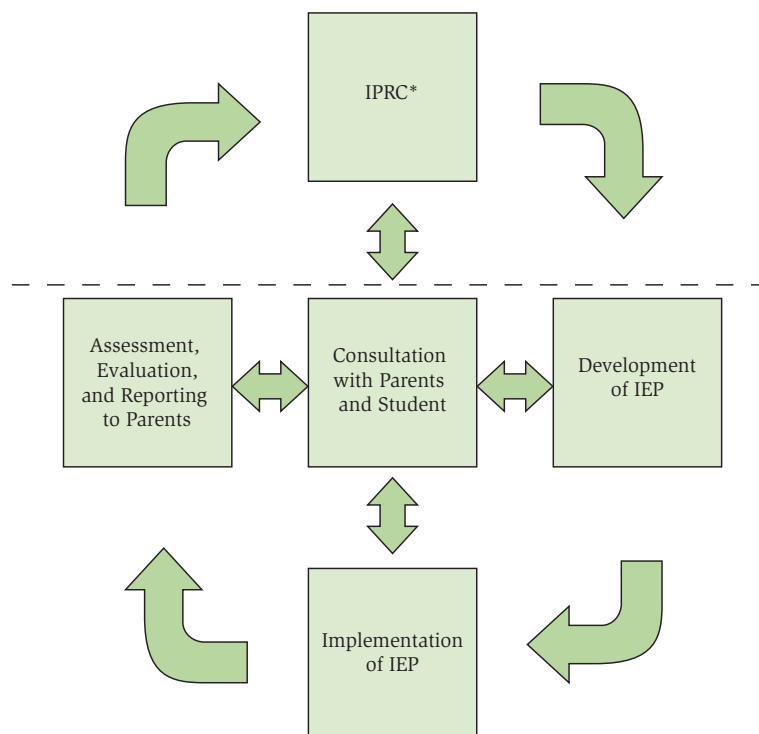 IPRC*
Assessment,
Evaluation,
and Reporting
to Parents
Consultation
with Parents
and Student
Development
of IEP
Implementation
of IEP